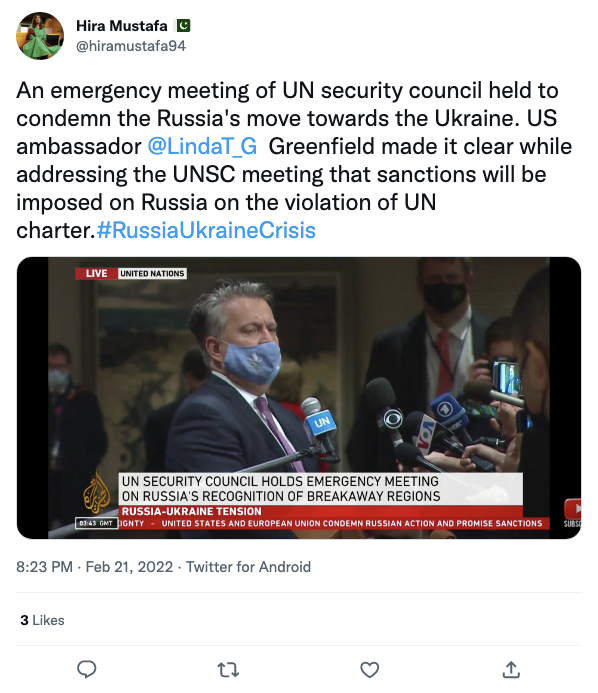 Hira Mustafa
@hiramustafa94
An emergency meeting of UN security council held to
condemn the Russia's move towards the Ukraine. US
ambassador @LindaT_G Greenfield made it clear while
addressing the UNSC meeting that sanctions will be
imposed on Russia on the violation of UN
charter.#RussiaUkraineCrisis
LIVE UNITED NATIONS
UN
VOA
UN SECURITY COUNCIL HOLDS EMERGENCY MEETING
ON RUSSIA'S RECOGNITION OF BREAKAWAY REGIONS
RUSSIA-UKRAINE TENSION
03:43 GMT EIGNTY - UNITED STATES AND EUROPEAN UNION CONDEMN RUSSIAN ACTION AND PROMISE SANCTIONS
SUBSC
8:23 PM · Feb 21, 2022 · Twitter for Android
3 Likes